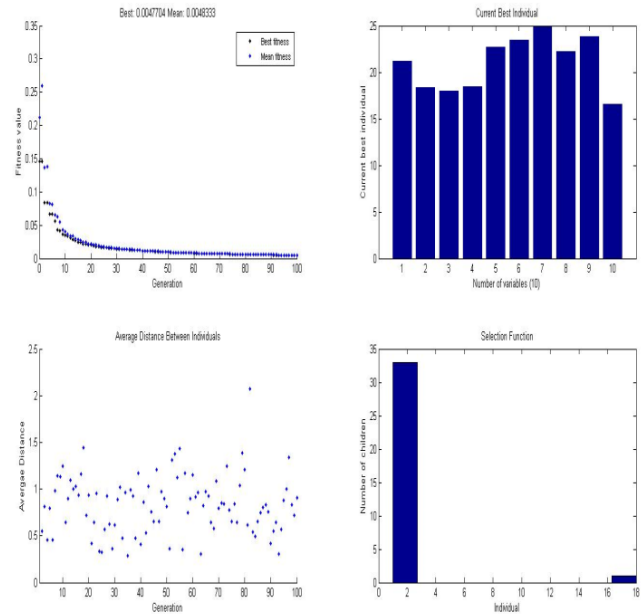 Best: 0.0047704 Mean: 0.0048333
0.35
0.3
0.25
0.2
0.15
0.1
0.05
0
Fitness value
Best fitness
Mean fitness
0 10 20 30 40 50 60 70 80 90 100
Generation
Current Best Individual
25
20
15
10
5
0
Current best individual
1 2 3 4 5 6 7 8 9 10
Number of variables (10)
Average Distance Between Individuals
2.5
2
1.5
1
0.5
0
Avergae Distance
10 20 30 40 50 60 70 80 90 100
Generation
Selection Function
35
30
25
20
15
10
5
0
Number of children
0 2 4 6 8 10 12 14 16 18
Individual